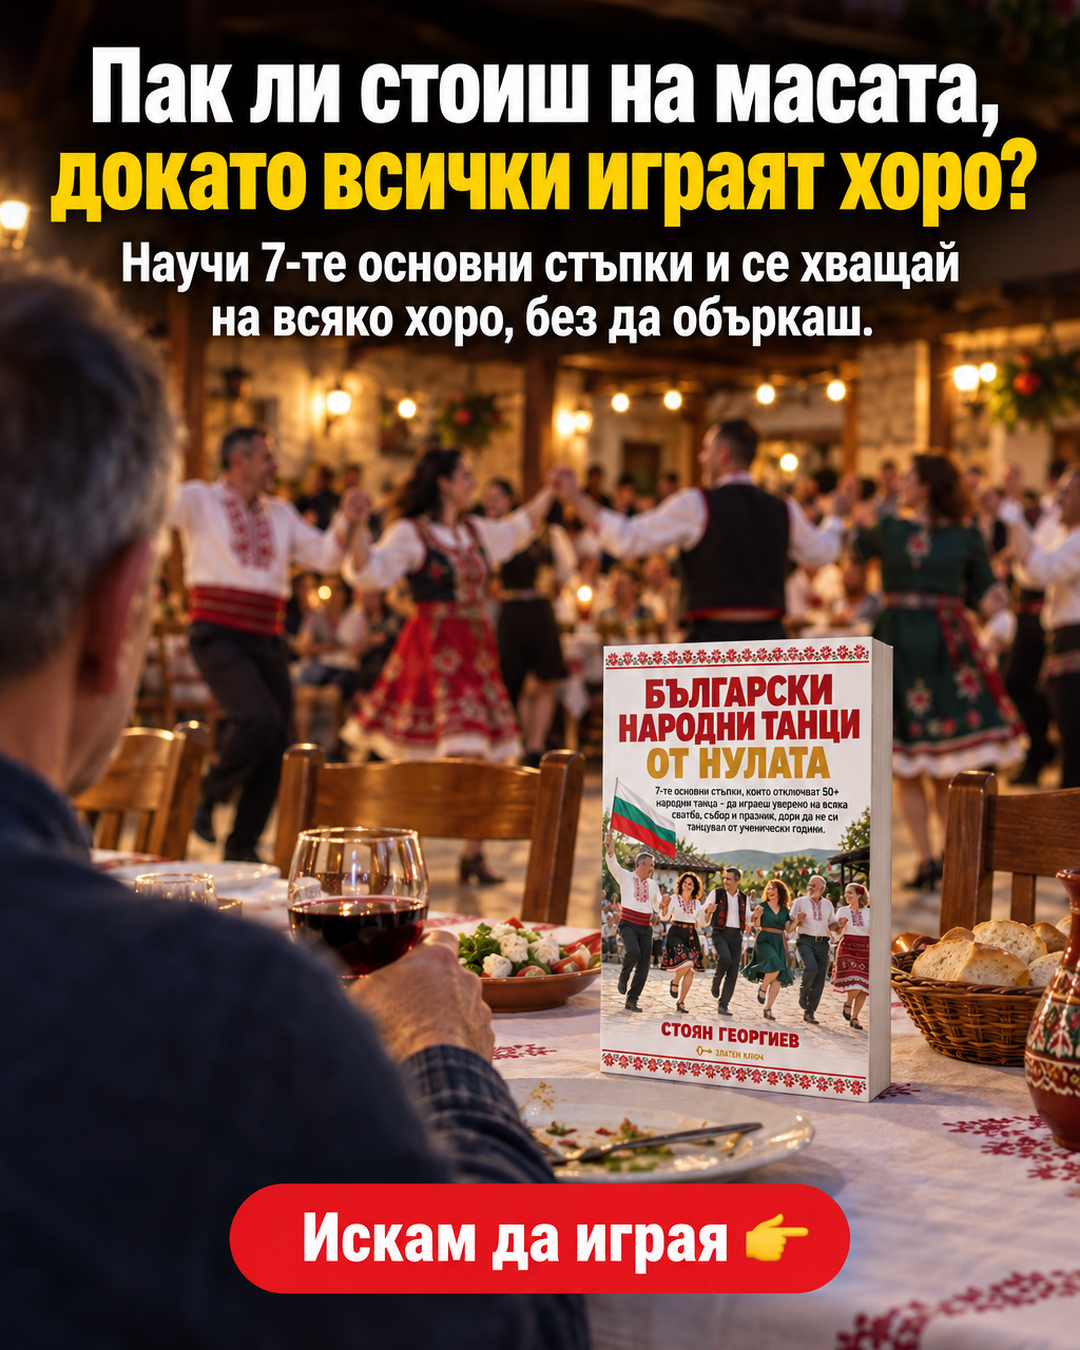 Пак ли стоиш на масата,
докато всички играят хоро?
Научи 7-те основни стъпки и се хващай
на всяко хоро, без да объркаш.
БЪЛГАРСКИ
НАРОДНИ ТАНЦИ
ОТ НУЛАТА
7-те основни стъпки, които отключват 50+
народни танца – да играеш уверено на всяка
сватба, събор и празник, дори да не си
танцувал от ученически години.
СТОЯН ГЕОРГИЕВ
ЗЛАТЕН КЛЮЧ
Искам да играя 👉